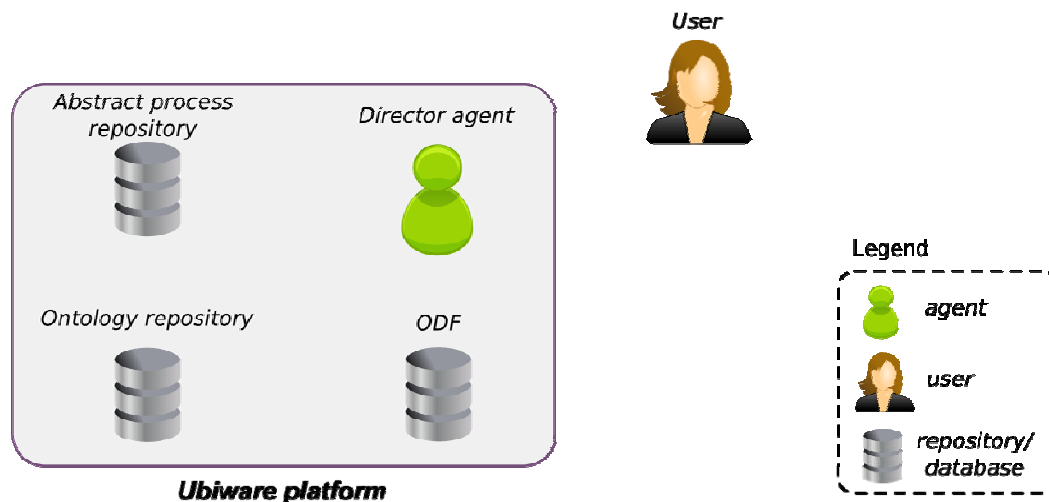 User
Abstract process
repository
Director agent
Legend
agent
Ontology repository
ODF
user
repository/
database
Ubiware platform